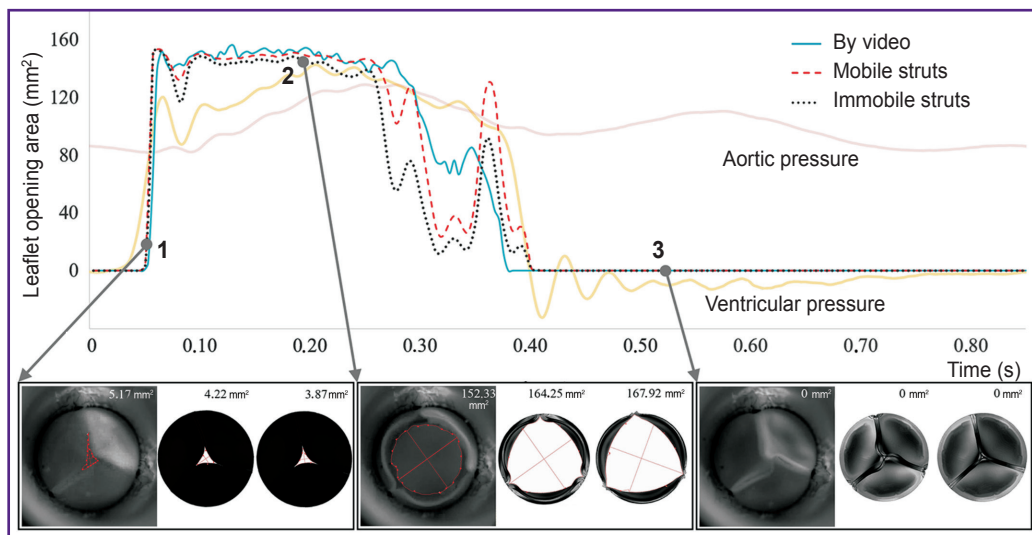 Leaflet opening area (mm²)
160
120
80
40
0
By video
Mobile struts
Immobile struts
1
2
3
Aortic pressure
Ventricular pressure
0
0.10
0.20
0.30
0.40
0.50
0.60
0.70
0.80
Time (s)
5.17 mm²
4.22 mm²
3.87mm²
152.33
mm²
164.25 mm²
167.92 mm²
0 mm²
0 mm²
0 mm²